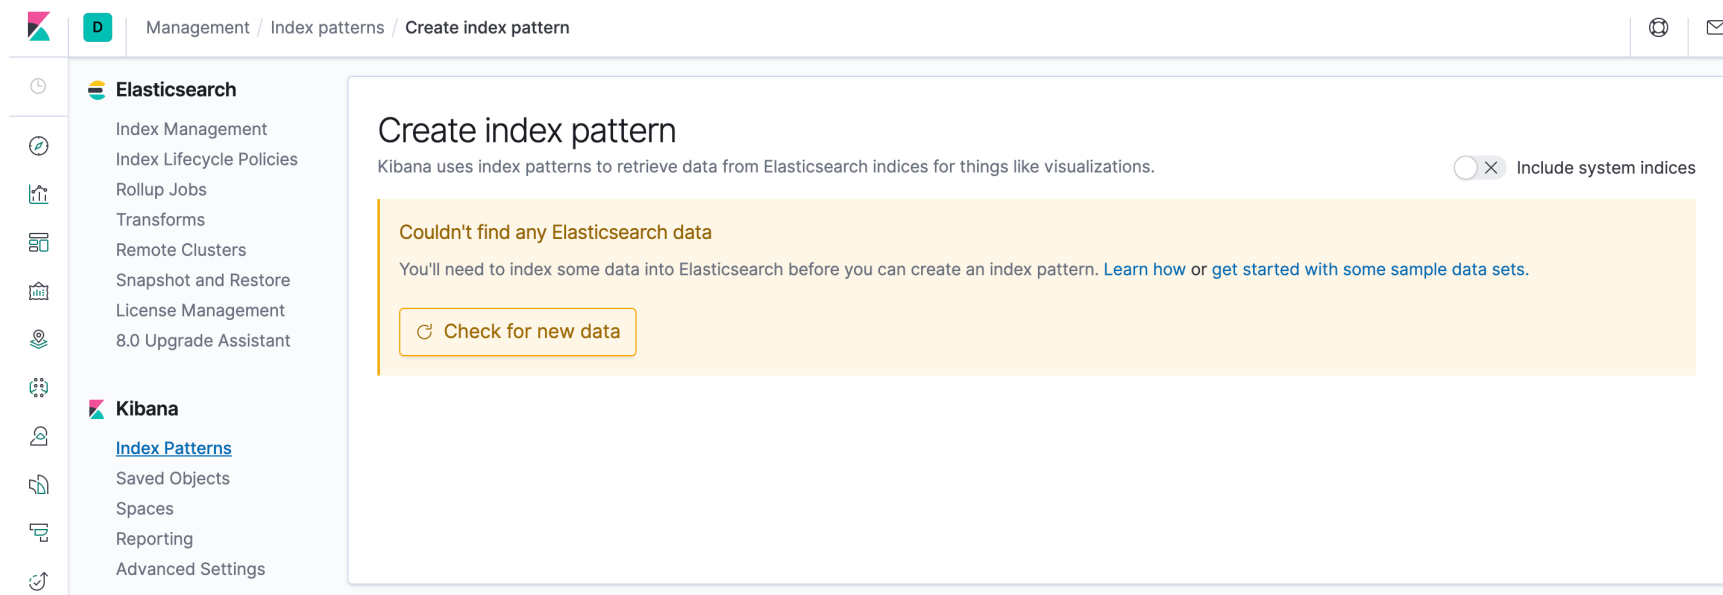 D Management / Index patterns / Create index pattern
Elasticsearch
Index Management
Index Lifecycle Policies
Rollup Jobs
Transforms
Remote Clusters
Snapshot and Restore
License Management
8.0 Upgrade Assistant
Kibana
Index Patterns
Saved Objects
Spaces
Reporting
Advanced Settings
Create index pattern
Kibana uses index patterns to retrieve data from Elasticsearch indices for things like visualizations.
Include system indices
Couldn't find any Elasticsearch data
You'll need to index some data into Elasticsearch before you can create an index pattern. Learn how or get started with some sample data sets.
Check for new data